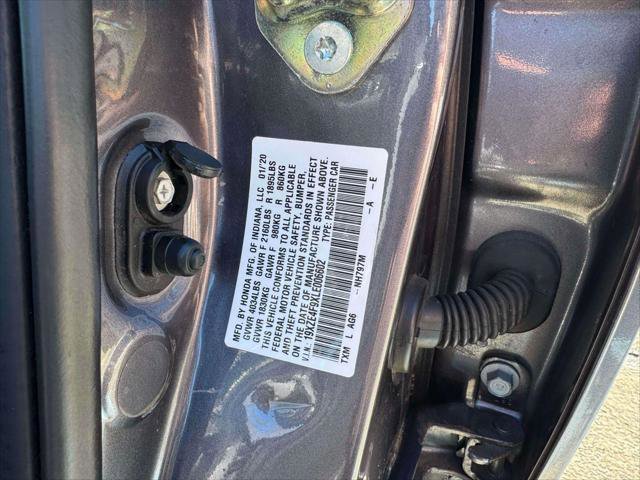 MFD. BY HONDA MFG. OF INDIANA, LLC 01/20
GVWR 4034LBS GAWR F 2160LBS R 1895LBS
GVWR 1830KG GAWR F 980KG R 860KG
THIS VEHICLE CONFORMS TO ALL APPLICABLE
FEDERAL MOTOR VEHICLE SAFETY, BUMPER,
AND THEFT PREVENTION STANDARDS IN EFFECT
ON THE DATE OF MANUFACTURE SHOWN ABOVE.
V.I.N.: 19XZE4F9XLE006602 TYPE: PASSENGER CAR
TXM L AG6 --NH797M --A --E